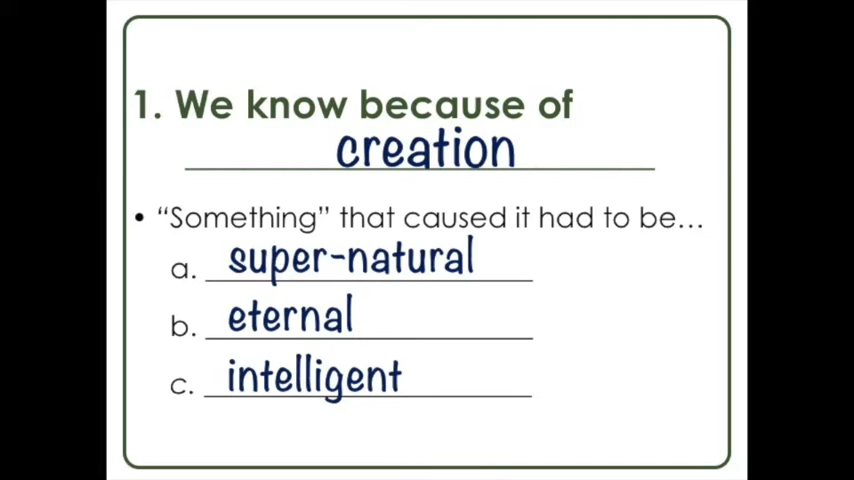 1. We know because of
creation
• “Something” that caused it had to be...
a. super-natural
b. eternal
c. intelligent